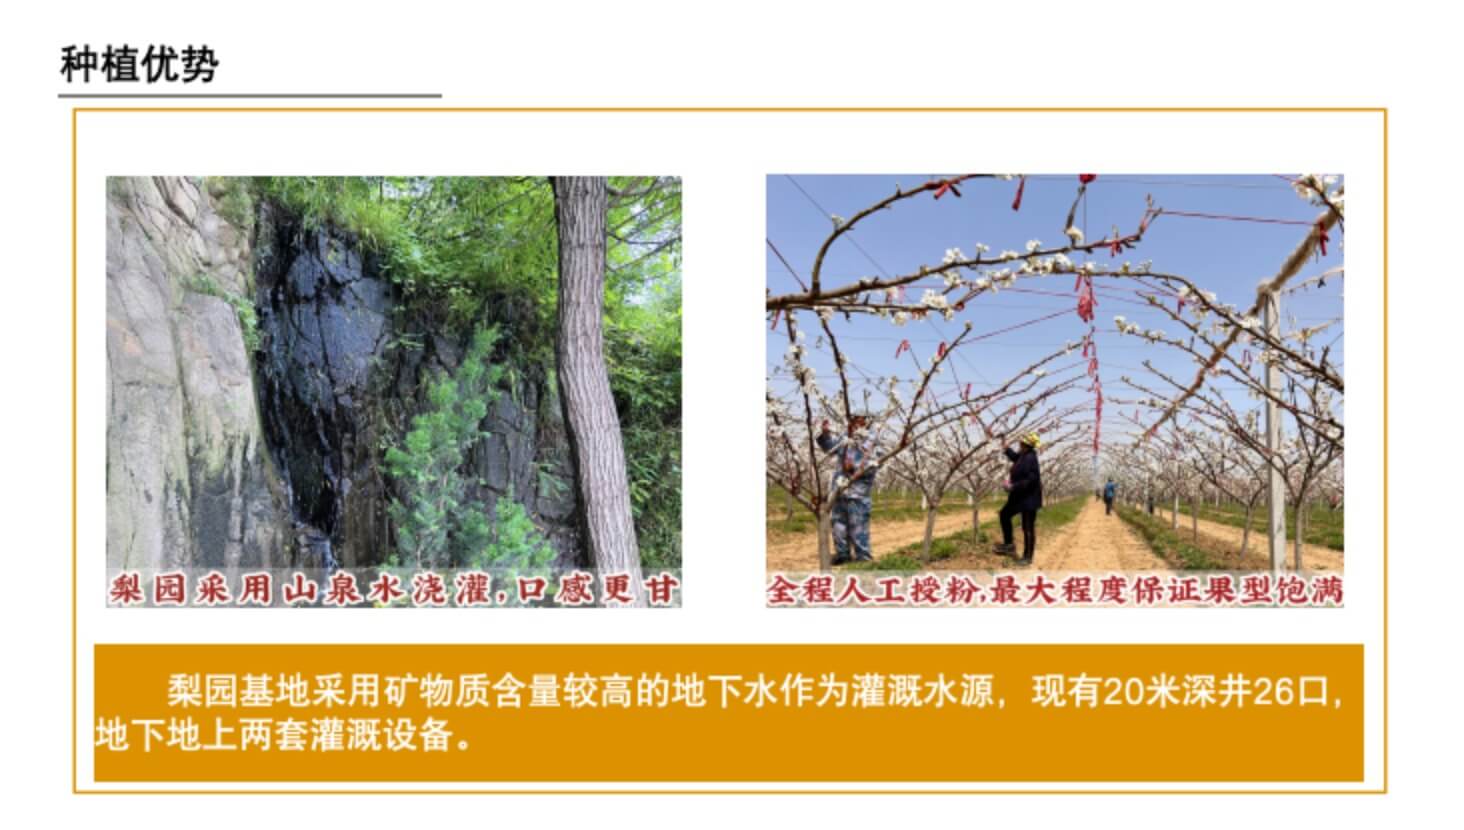 种植优势
梨园采用山泉水浇灌,口感更甘
全程人工授粉,最大程度保证果型饱满
梨园基地采用矿物质含量较高的地下水作为灌溉水源，现有20米深井26口，
地下地上两套灌溉设备。